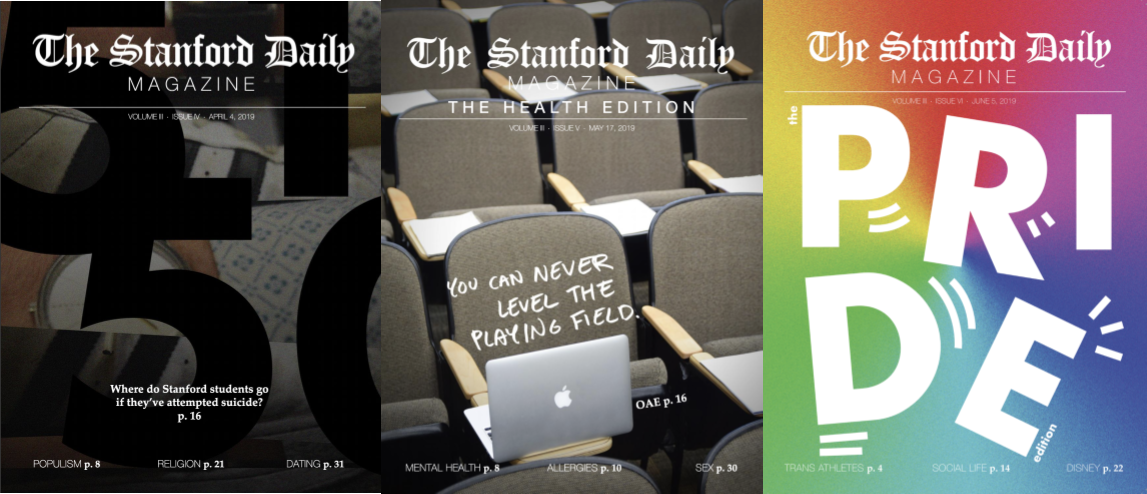 The Stanford Daily
MAGAZINE
VOLUME III · ISSUE IV · APRIL 4, 2019
5150
Where do Stanford students go
if they've attempted suicide?
p. 16
POPULISM p. 8 RELIGION p. 21 DATING p. 31
The Stanford Daily
MAGAZINE
THE HEALTH EDITION
VOLUME III · ISSUE V · MAY 17, 2019
YOU CAN NEVER
LEVEL THE
PLAYING FIELD.
OAE p. 16
MENTAL HEALTH p. 8 ALLERGIES p. 10 SEX p. 30
The Stanford Daily
MAGAZINE
VOLUME III · ISSUE VI · JUNE 5, 2019
the
PRI
DE
edition
TRANS ATHLETES p. 4 SOCIAL LIFE p. 14 DISNEY p. 22